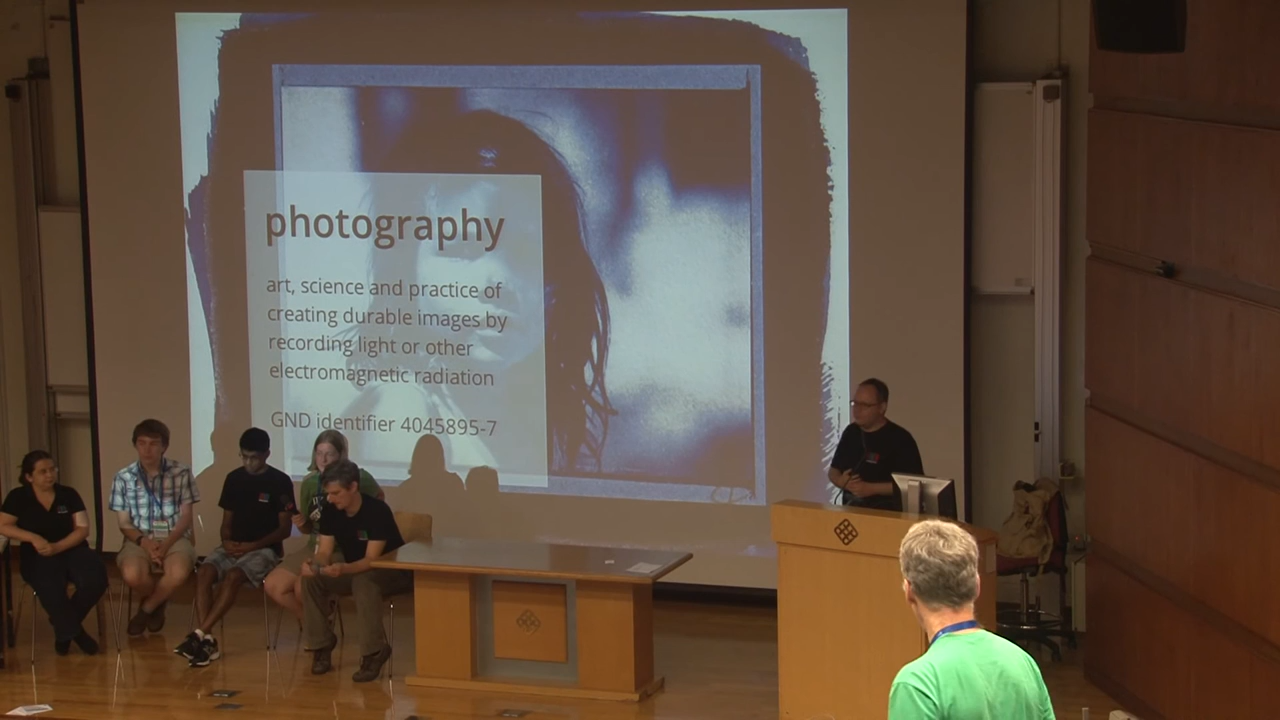 photography
art, science and practice of
creating durable images by
recording light or other
electromagnetic radiation
GND identifier 4045895-7